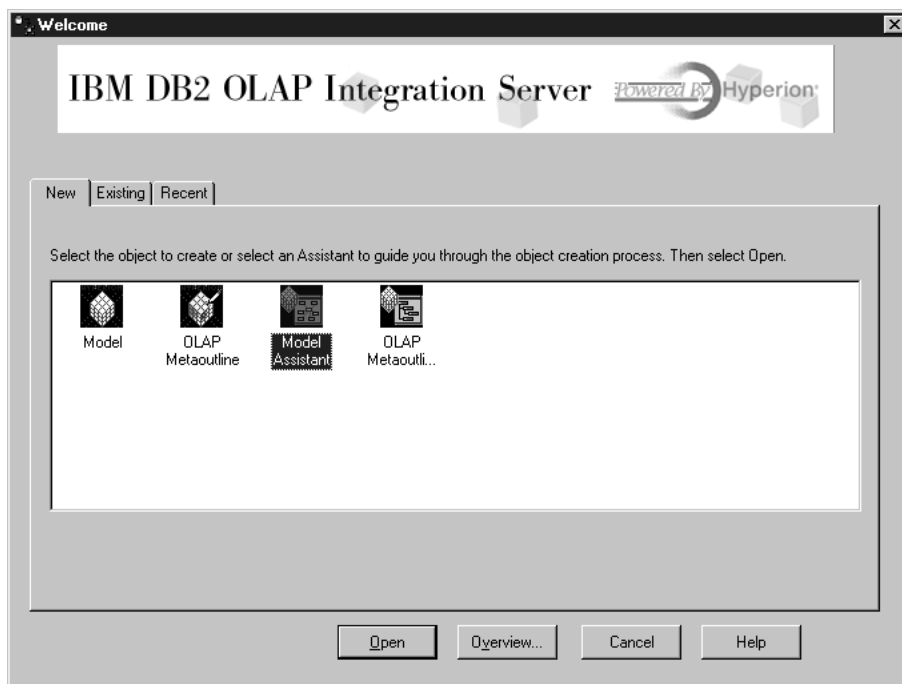 Welcome
IBM DB2 OLAP Integration Server Powered By Hyperion
New Existing Recent
Select the object to create or select an Assistant to guide you through the object creation process. Then select Open.
Model OLAP Metaoutline Model Assistant OLAP Metaoutli...
Open Overview... Cancel Help